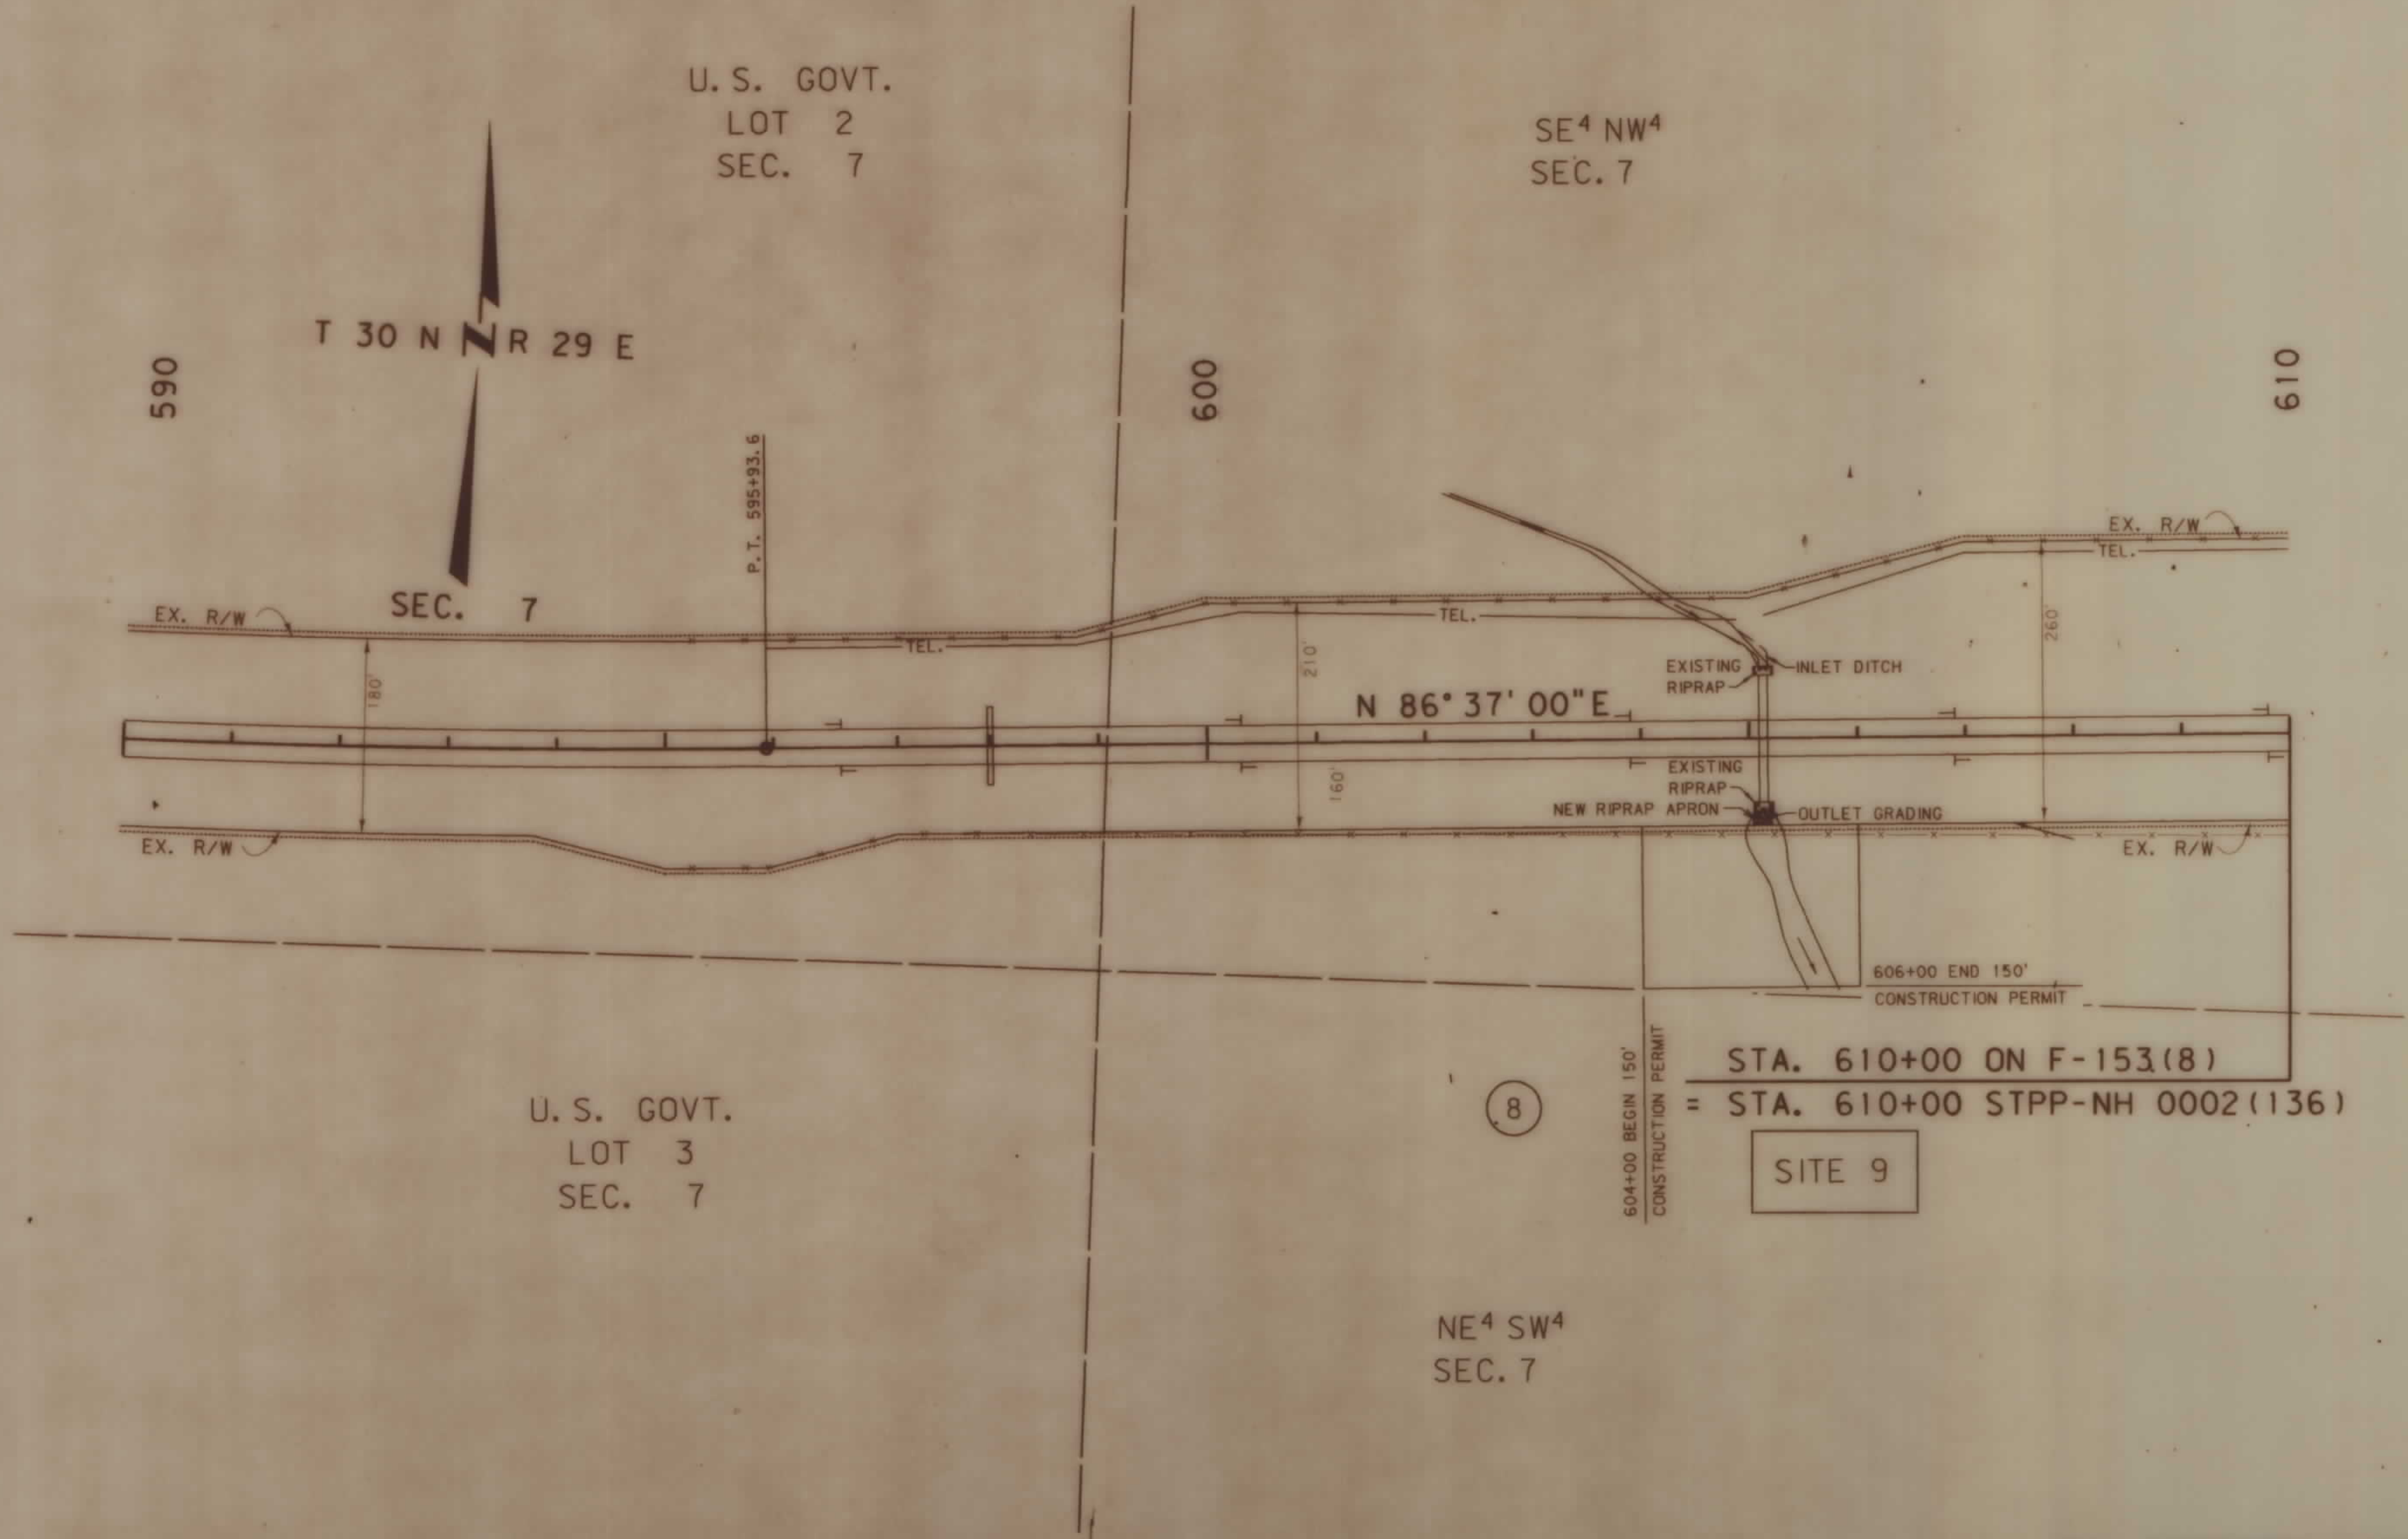 U. S. GOVT.
LOT 2
SEC. 7
SE⁴ NW⁴
SEC. 7
T 30 N N R 29 E
590
600
610
P. T. 595+93. 6
SEC. 7
EX. R/W
EX. R/W
TEL.
TEL.
TEL.
180'
210'
160'
260'
EXISTING
RIPRAP
INLET DITCH
N 86° 37' 00"E
EXISTING
RIPRAP
NEW RIPRAP APRON
OUTLET GRADING
EX. R/W
EX. R/W
606+00 END 150'
CONSTRUCTION PERMIT
604+00 BEGIN 150'
CONSTRUCTION PERMIT
STA. 610+00 ON F-153(8)
= STA. 610+00 STPP-NH 0002(136)
8
SITE 9
U. S. GOVT.
LOT 3
SEC. 7
NE⁴ SW⁴
SEC. 7